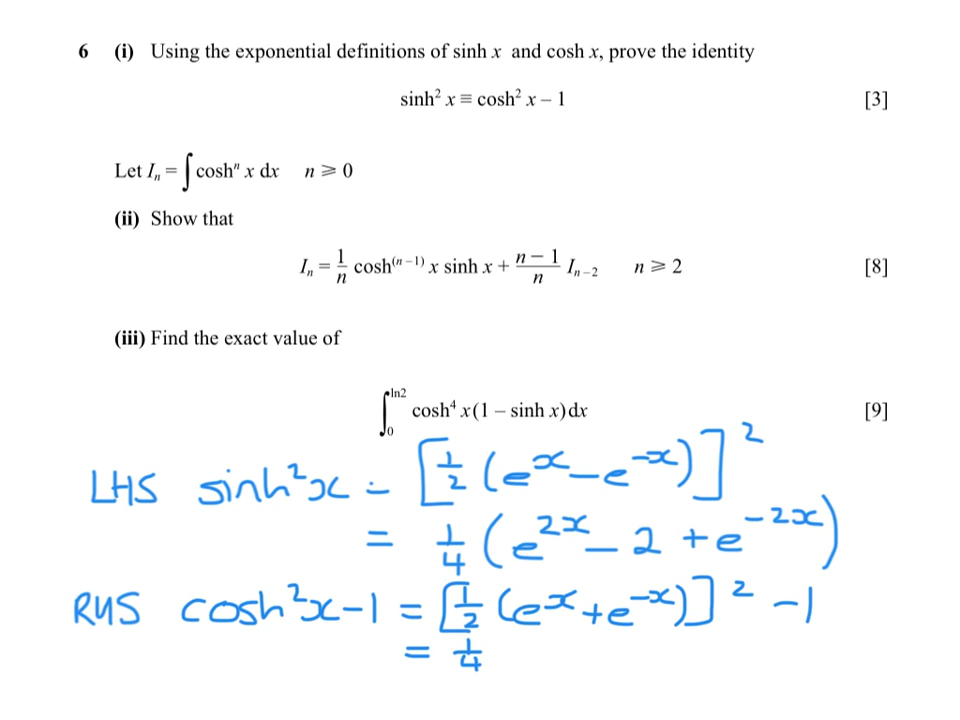 6 (i) Using the exponential definitions of sinh x and cosh x, prove the identity
sinh² x ≡ cosh² x – 1 [3]
Let Iₙ = ∫ coshⁿ x dx n ⩾ 0
(ii) Show that
Iₙ = 1/n cosh⁽ⁿ⁻¹⁾ x sinh x + (n – 1)/n Iₙ₋₂ n ⩾ 2 [8]
(iii) Find the exact value of
∫₀^ln2 cosh⁴ x(1 – sinh x)dx [9]
LHS sinh²x = [½(eˣ – e⁻ˣ)]²
= ¼(e²ˣ – 2 + e⁻²ˣ)
RHS cosh²x – 1 = [½(eˣ + e⁻ˣ)]² – 1
= ¼